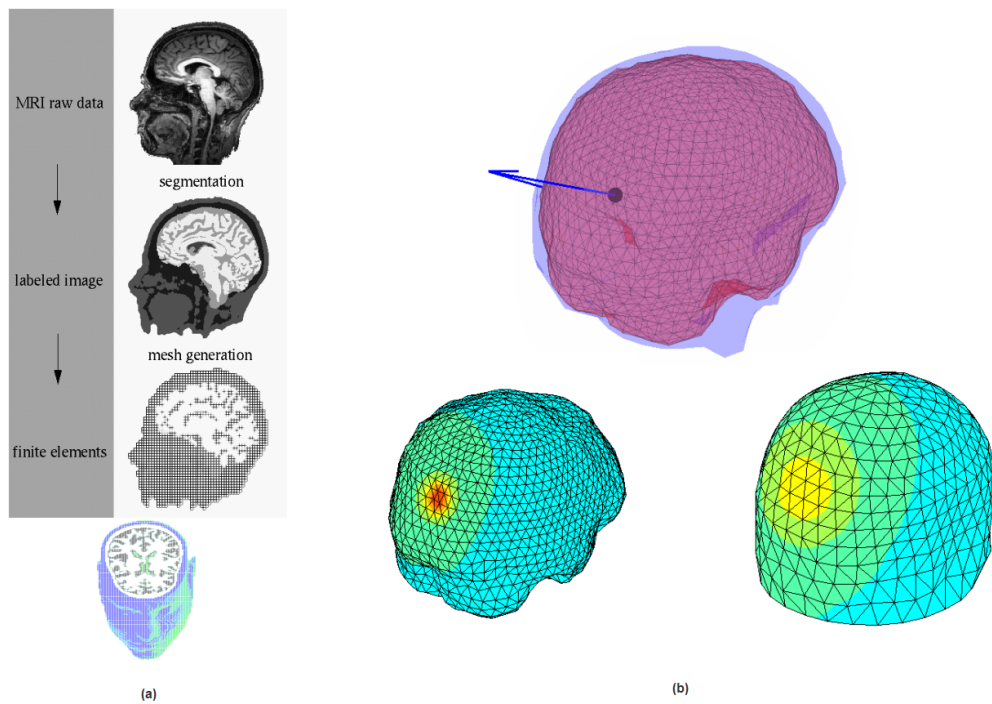 MRI raw data
segmentation
labeled image
mesh generation
finite elements
(a)
(b)